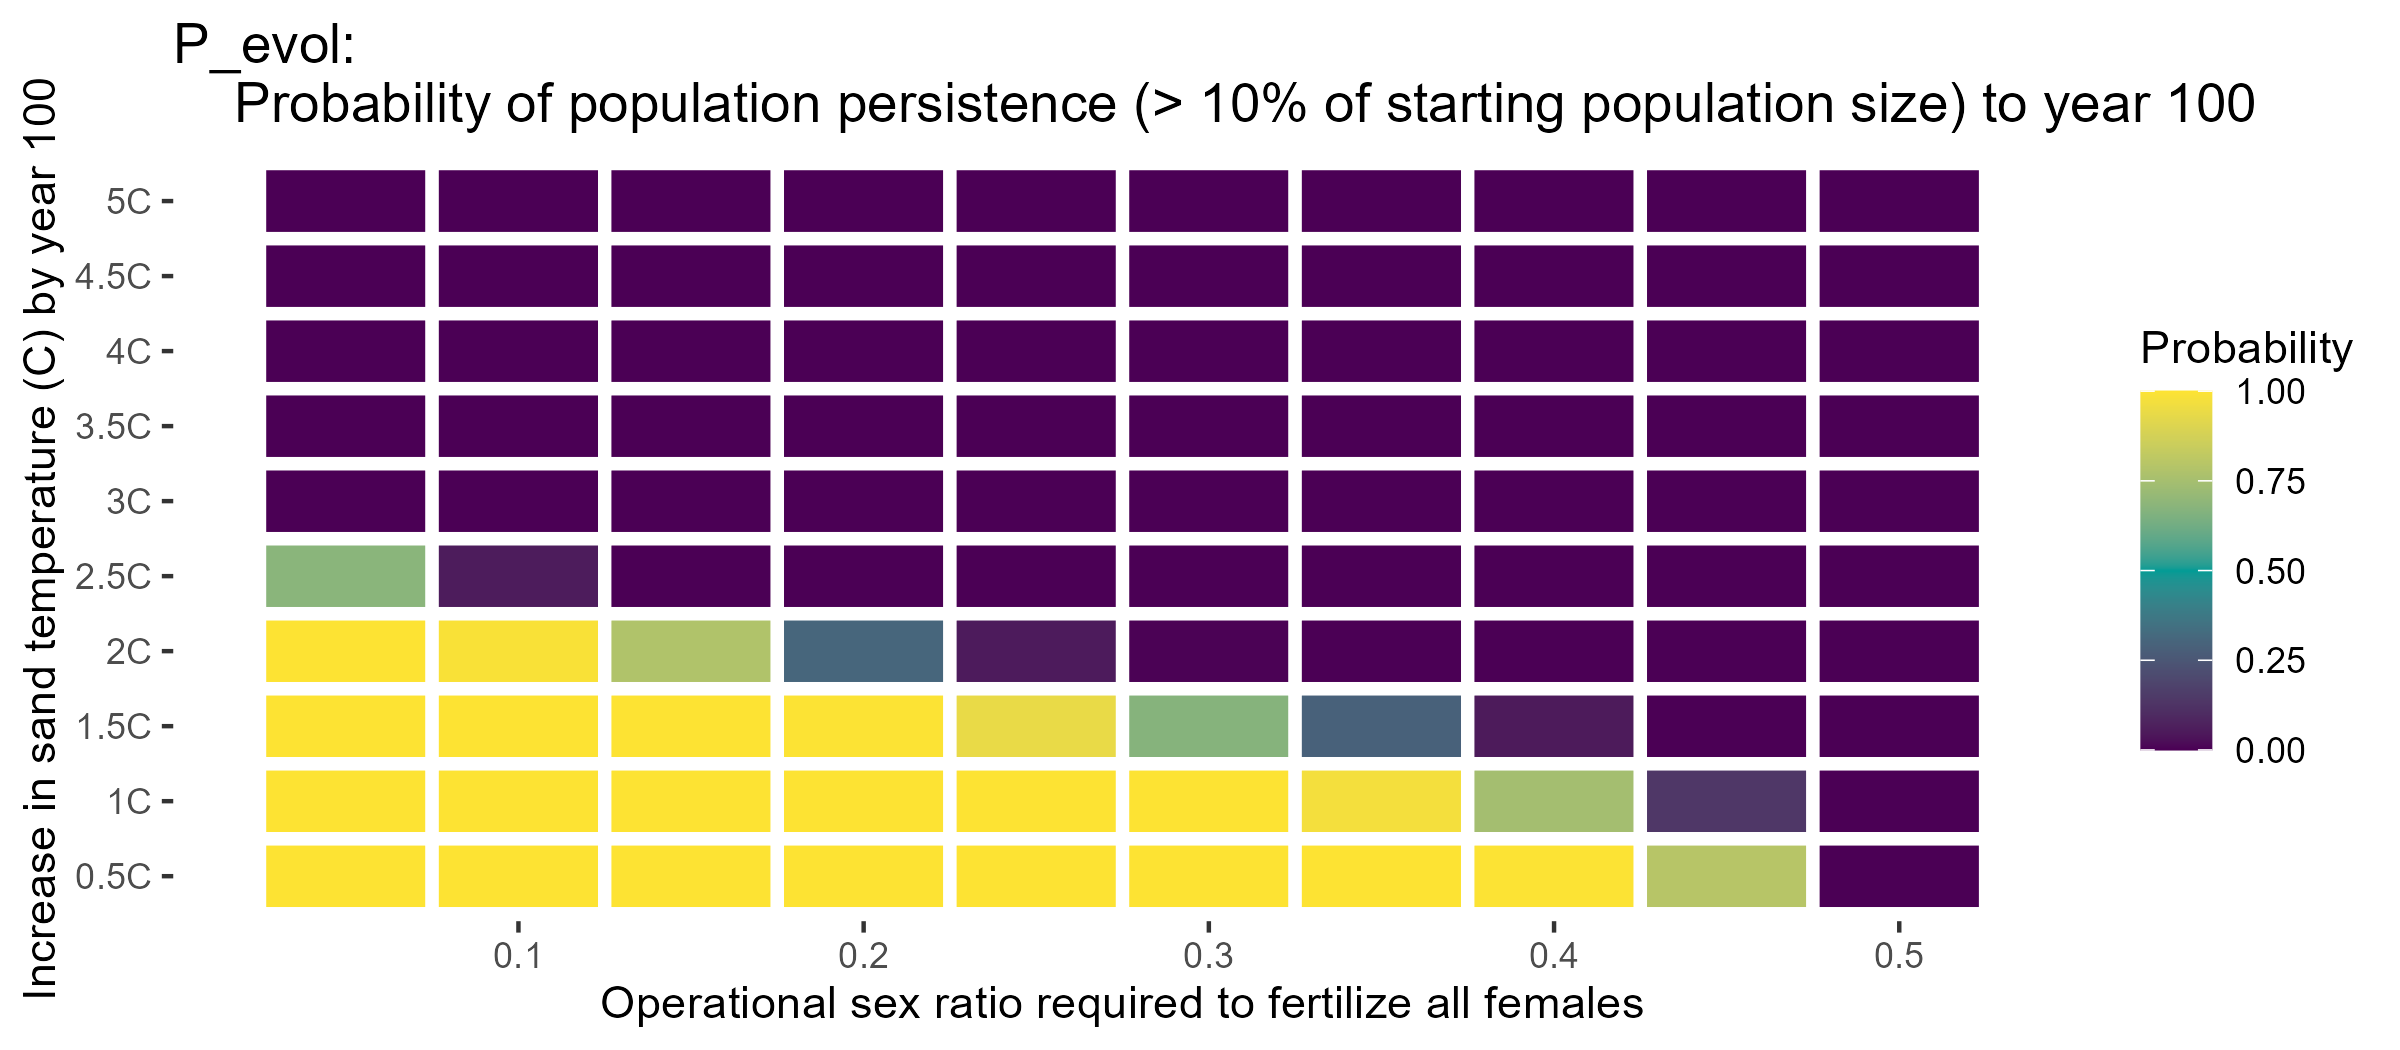 P_evol:
Probability of population persistence (> 10% of starting population size) to year 100
Increase in sand temperature (C) by year 100
5C
4.5C
4C
3.5C
3C
2.5C
2C
1.5C
1C
0.5C
0.1
0.2
0.3
0.4
0.5
Operational sex ratio required to fertilize all females
Probability
1.00
0.75
0.50
0.25
0.00